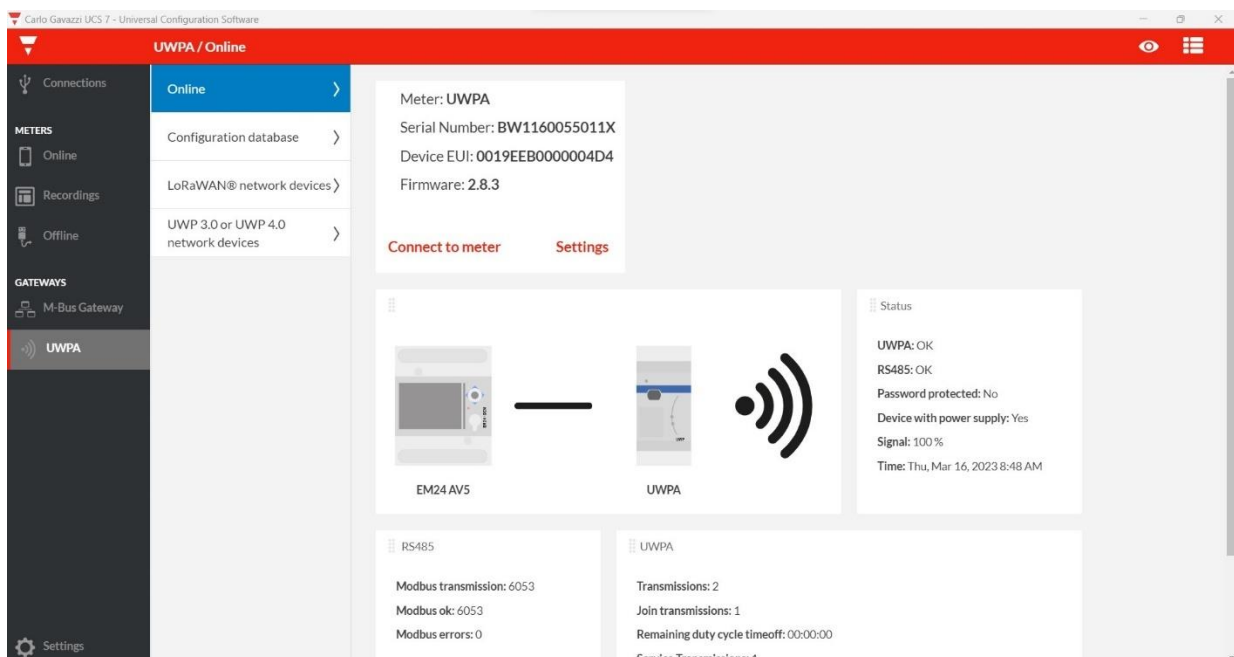 Carlo Gavazzi UCS 7 - Universal Configuration Software
UWPA / Online
Connections
METERS
Online
Recordings
Offline
GATEWAYS
M-Bus Gateway
UWPA
Settings
Online
Configuration database
LoRaWAN® network devices
UWP 3.0 or UWP 4.0
network devices
Meter: UWPA
Serial Number: BW1160055011X
Device EUI: 0019EEB0000004D4
Firmware: 2.8.3
Connect to meter
Settings
EM24 AV5
UWPA
Status
UWPA: OK
RS485: OK
Password protected: No
Device with power supply: Yes
Signal: 100 %
Time: Thu, Mar 16, 2023 8:48 AM
RS485
Modbus transmission: 6053
Modbus ok: 6053
Modbus errors: 0
UWPA
Transmissions: 2
Join transmissions: 1
Remaining duty cycle timeoff: 00:00:00